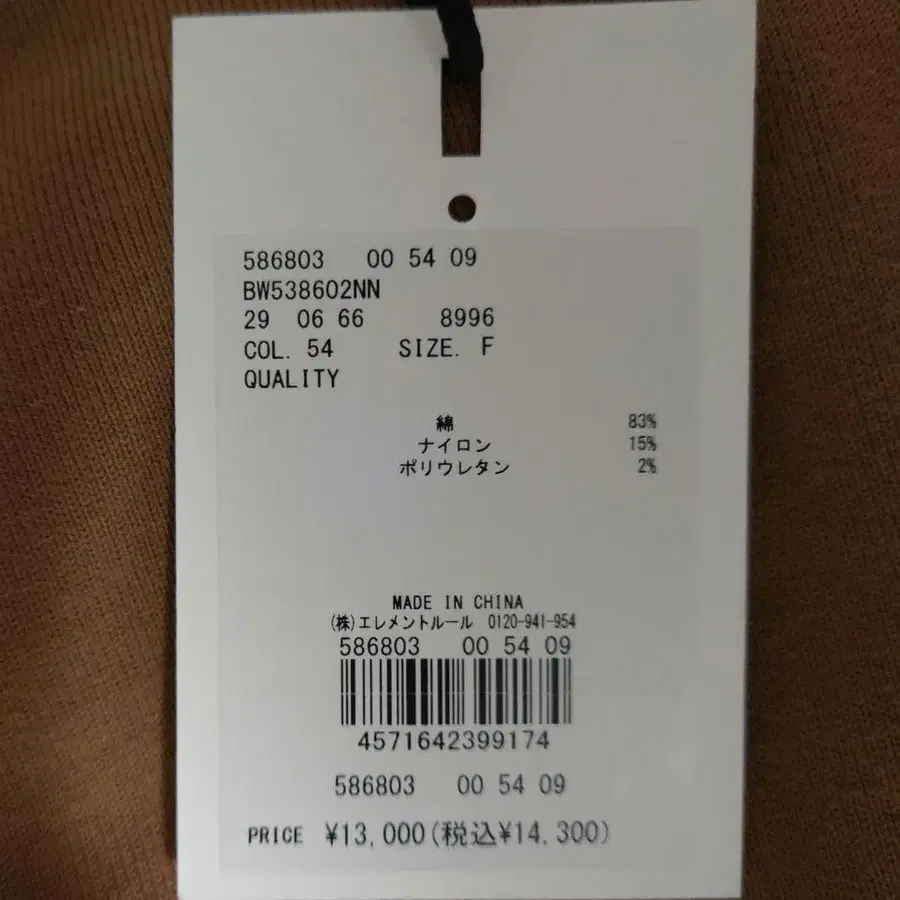 586803 00 54 09
BW538602NN
29 06 66 8996
COL. 54 SIZE. F
QUALITY
綿 83%
ナイロン 15%
ポリウレタン 2%
MADE IN CHINA
(株)エレメントルール 0120-941-954
586803 00 54 09
4571642399174
586803 00 54 09
PRICE ¥13,000(税込¥14,300)